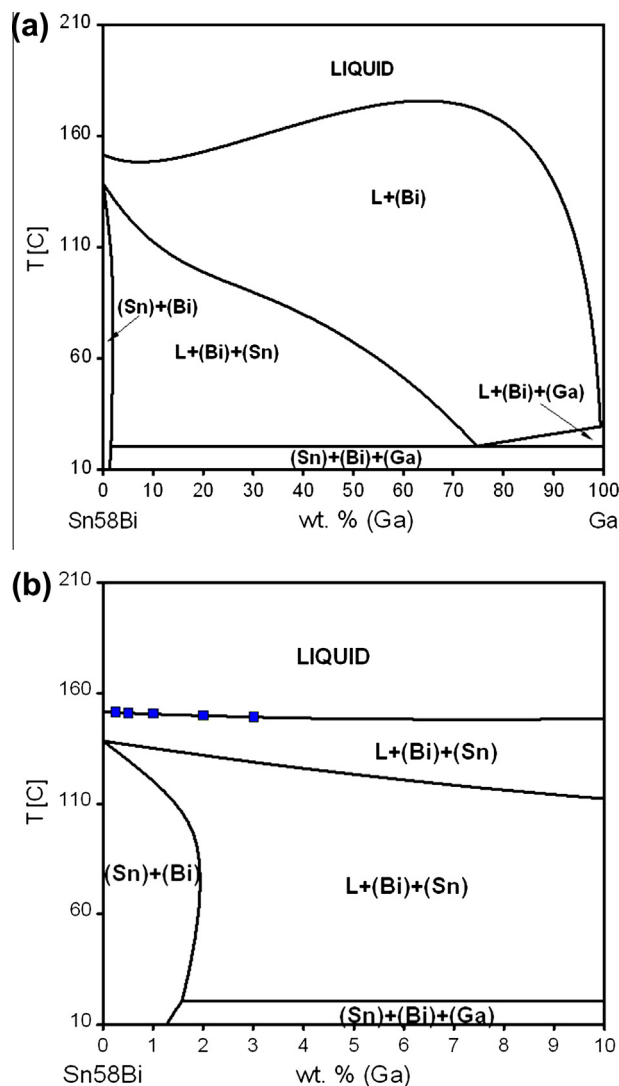 (a)
210
LIQUID
160
L+(Bi)
T[C]
110
(Sn)+(Bi)
L+(Bi)+(Sn)
60
L+(Bi)+(Ga)
(Sn)+(Bi)+(Ga)
10
0 10 20 30 40 50 60 70 80 90 100
Sn58Bi wt. % (Ga) Ga
(b)
210
LIQUID
160
L+(Bi)+(Sn)
T[C]
110
(Sn)+(Bi)
L+(Bi)+(Sn)
60
(Sn)+(Bi)+(Ga)
10
0 1 2 3 4 5 6 7 8 9 10
Sn58Bi wt. % (Ga)